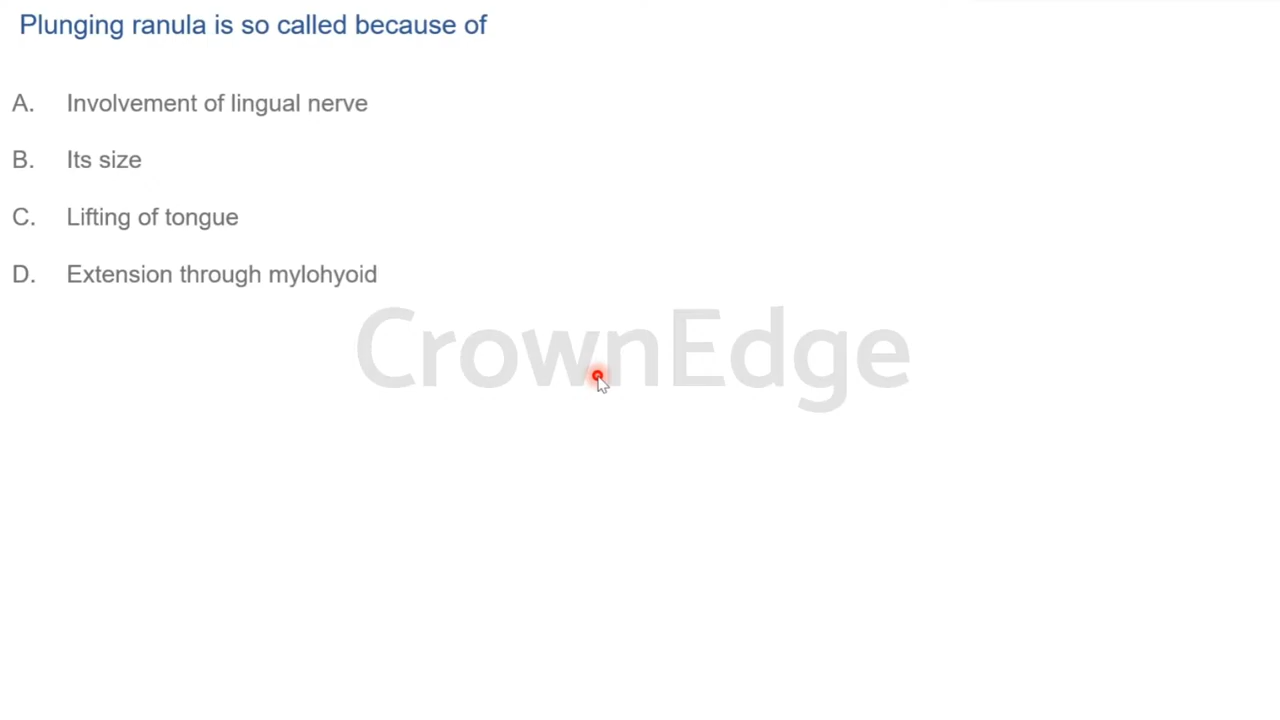 Plunging ranula is so called because of
A. Involvement of lingual nerve
B. Its size
C. Lifting of tongue
D. Extension through mylohyoid
CrownEdge